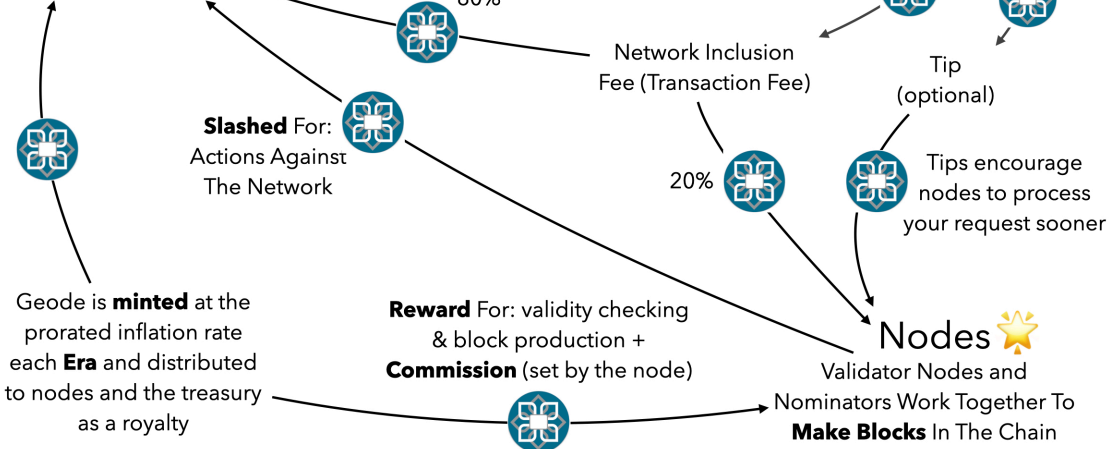 Network Inclusion
Fee (Transaction Fee)
Tip
(optional)
Slashed For:
Actions Against
The Network
20%
Tips encourage
nodes to process
your request sooner
Geode is minted at the
prorated inflation rate
each Era and distributed
to nodes and the treasury
as a royalty
Reward For: validity checking
& block production +
Commission (set by the node)
Nodes
Validator Nodes and
Nominators Work Together To
Make Blocks In The Chain